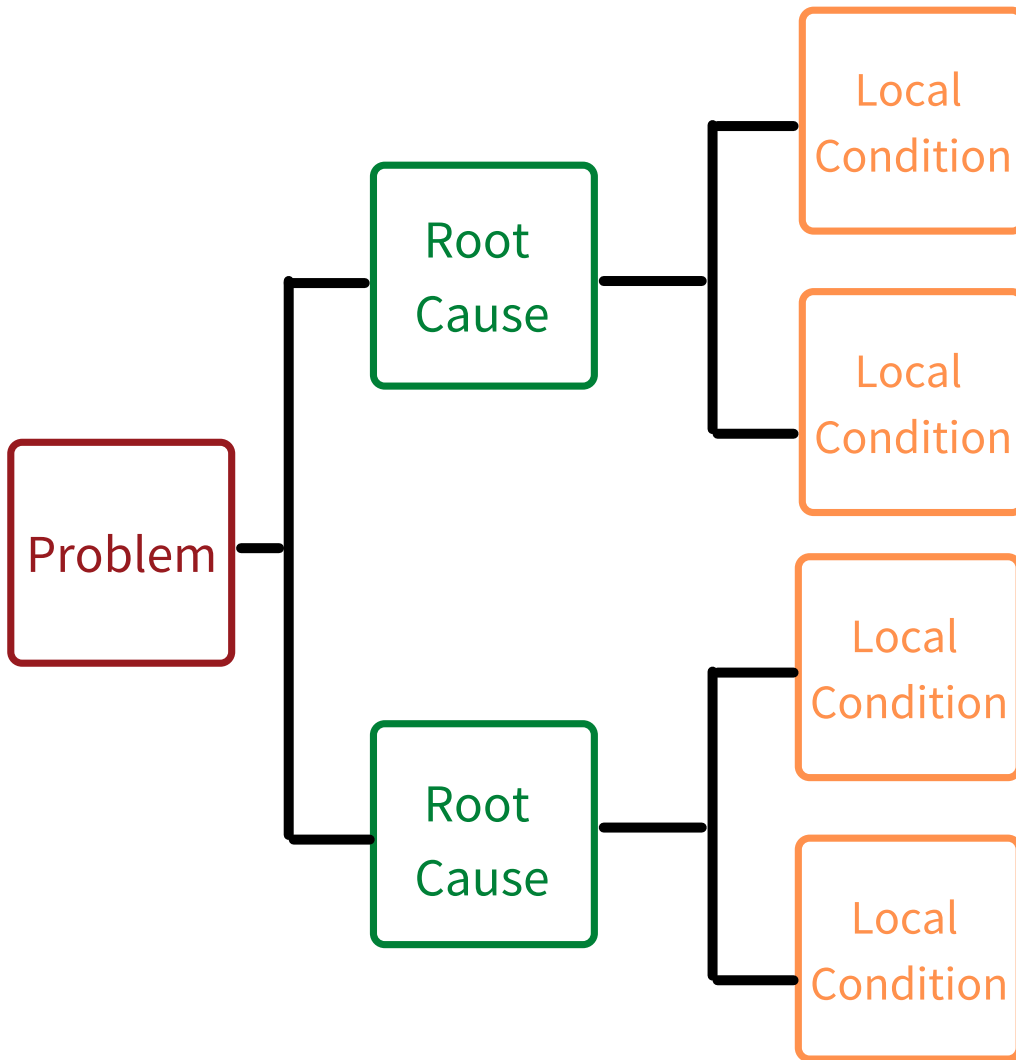 Problem
Root
Cause
Root
Cause
Local
Condition
Local
Condition
Local
Condition
Local
Condition